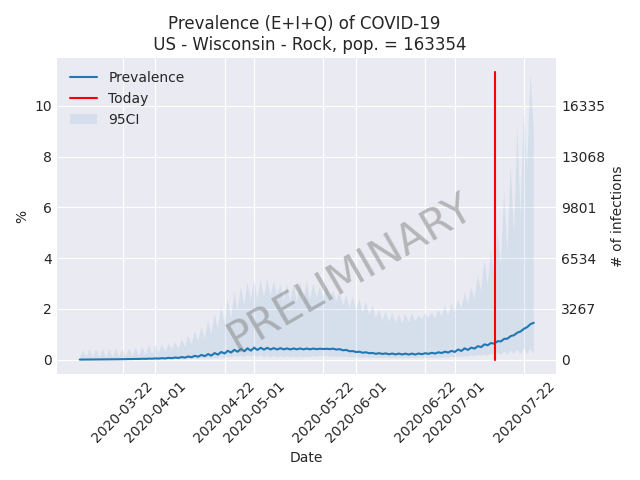 Prevalence (E+I+Q) of COVID-19
US - Wisconsin - Rock, pop. = 163354
Prevalence
Today
95CI
10
8
6
4
2
0
%
16335
13068
9801
6534
3267
0
# of infections
PRELIMINARY
2020-03-22
2020-04-01
2020-04-22
2020-05-01
2020-05-22
2020-06-01
2020-06-22
2020-07-01
2020-07-22
Date